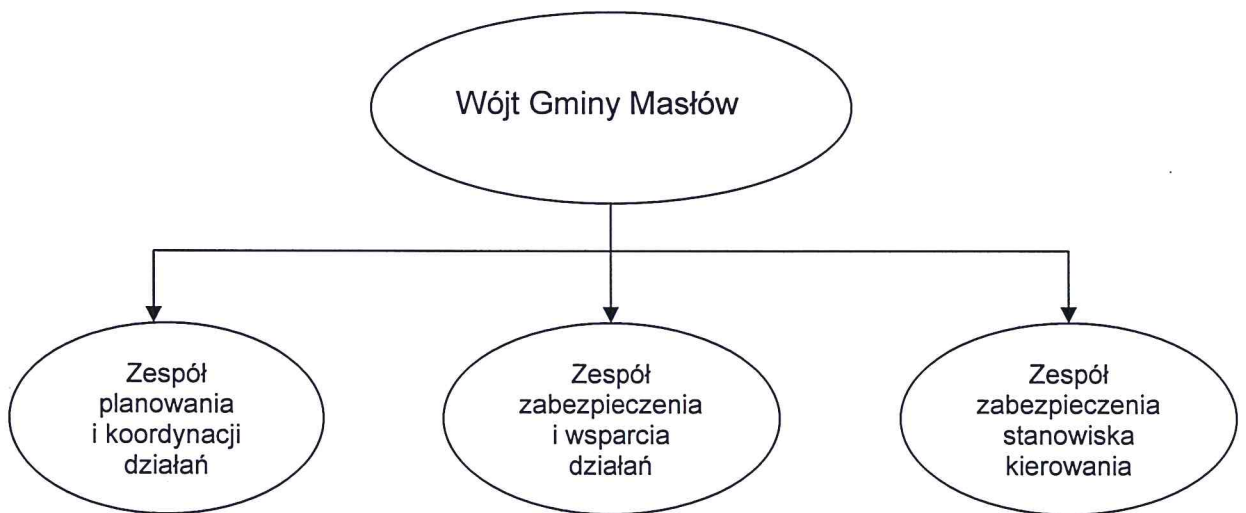 Wójt Gminy Masłów
Zespół
planowania
i koordynacji
działań
Zespół
zabezpieczenia
i wsparcia
działań
Zespół
zabezpieczenia
stanowiska
kierowania